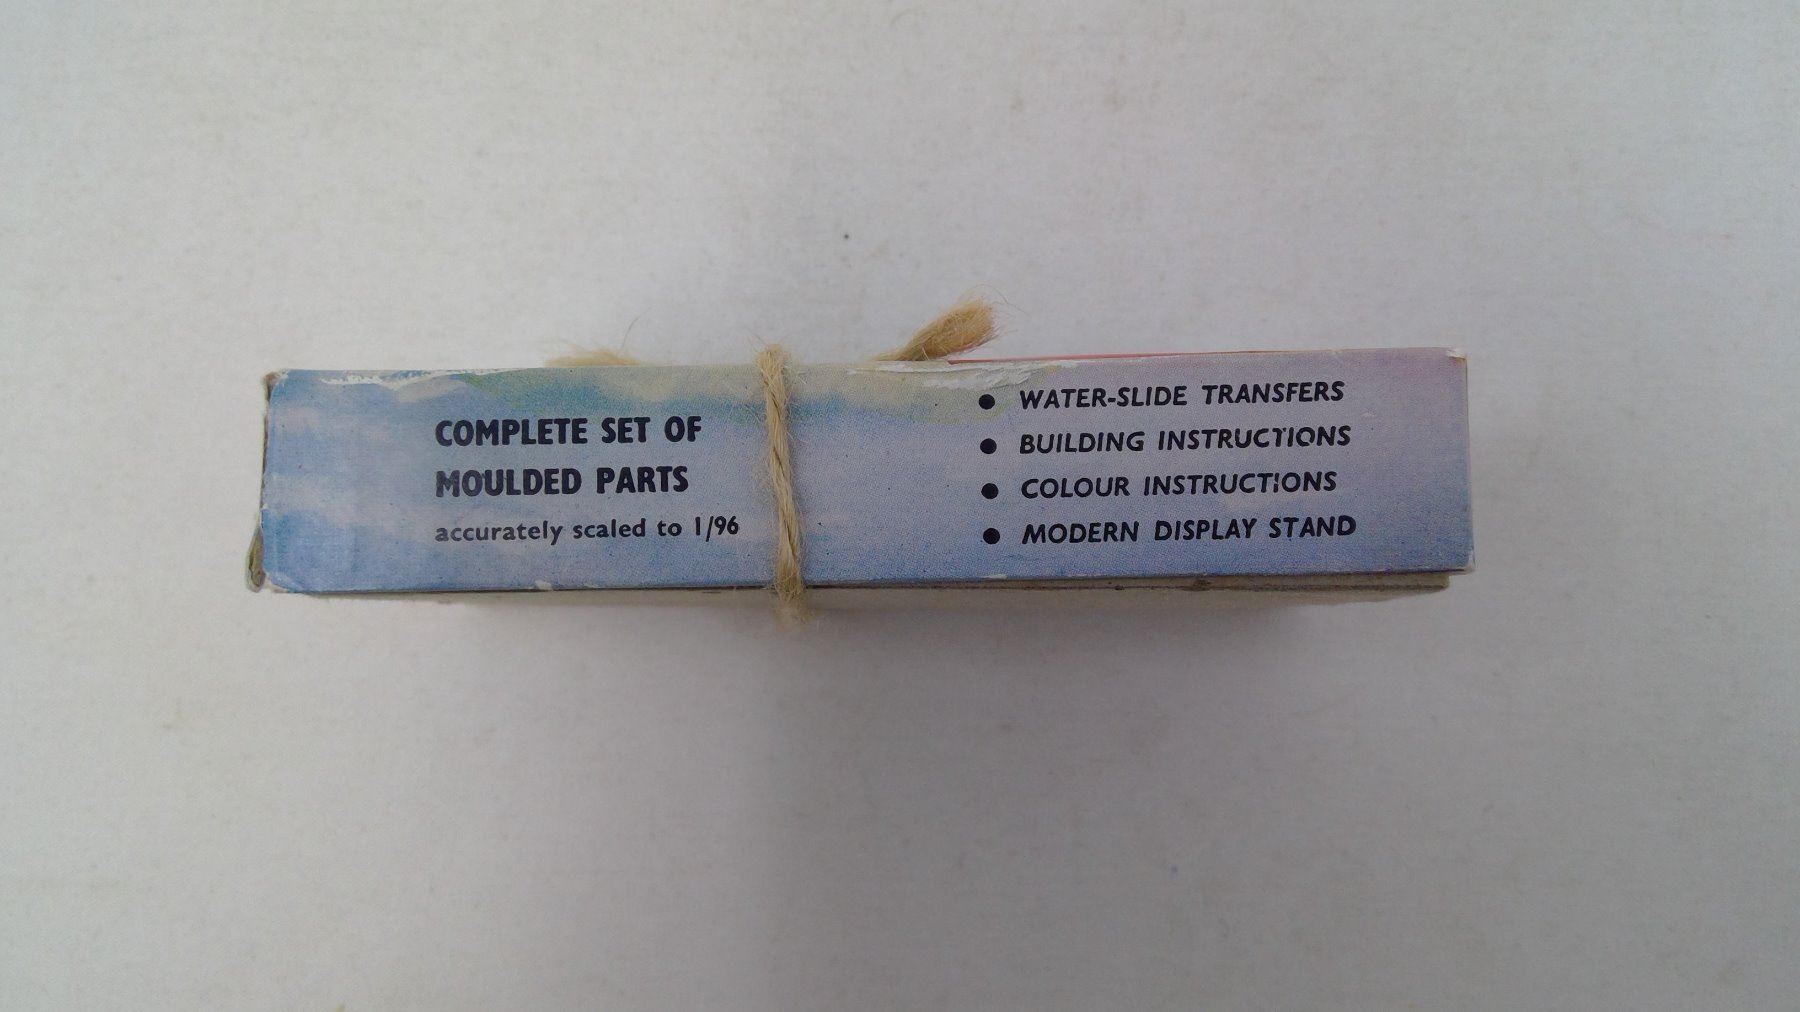 COMPLETE SET OF
MOULDED PARTS
accurately scaled to 1/96
● WATER-SLIDE TRANSFERS
● BUILDING INSTRUCTIONS
● COLOUR INSTRUCTIONS
● MODERN DISPLAY STAND